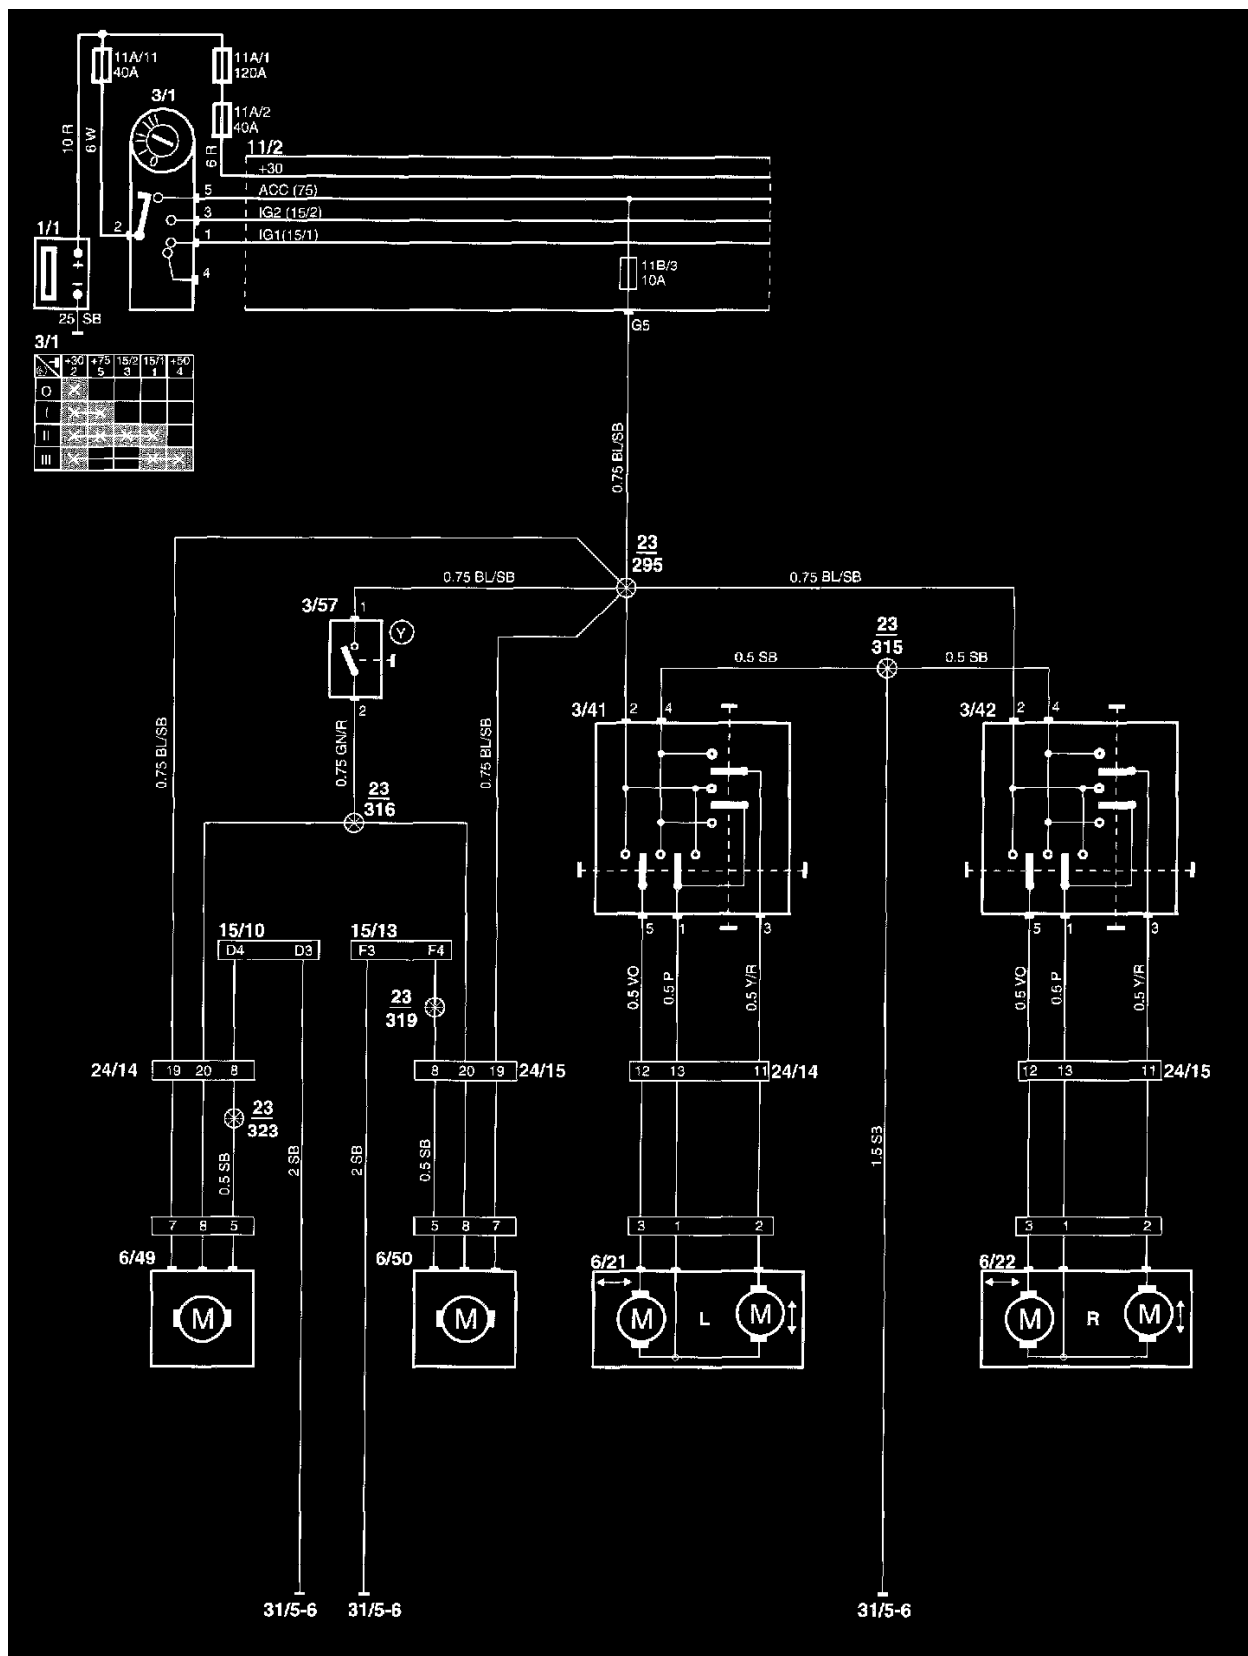 11A/11
40A
11A/1
120A
3/1
11A/2
40A
10 R
6 W
6 R
11/2
+30
5
ACC (75)
3
IG2 (15/2)
2
1
IG1(15/1)
1/1
+
−
4
11B/3
10A
25 SB
G5
3/1
+30 +75 15/2 15/1 +50
2 5 3 1 4
O X
I X X
II X X X X
III X X X
0
0.75 BL/SB
23
295
0.75 BL/SB
0.75 BL/SB
3/57
1
Y
23
315
0.5 SB
0.5 SB
2
3/41
2
4
3/42
2
4
0.75 BL/SB
0.75 GN/R
0.75 BL/SB
23
316
15/10
D4 D3
15/13
F3 F4
5 1 3
5 1 3
0.5 VO
0.5 P
0.5 Y/R
0.5 VO
0.5 P
0.5 Y/R
23
319
24/14
19 20 8
8 20 19
24/15
12 13 11
24/14
12 13 11
24/15
23
323
0.5 SB
2 SB
2 SB
0.5 SB
1.5 SB
7 8 5
5 8 7
3 1 2
3 1 2
6/49
6/50
6/21
6/22
M
M
M L M
M R M
31/5-6
31/5-6
31/5-6